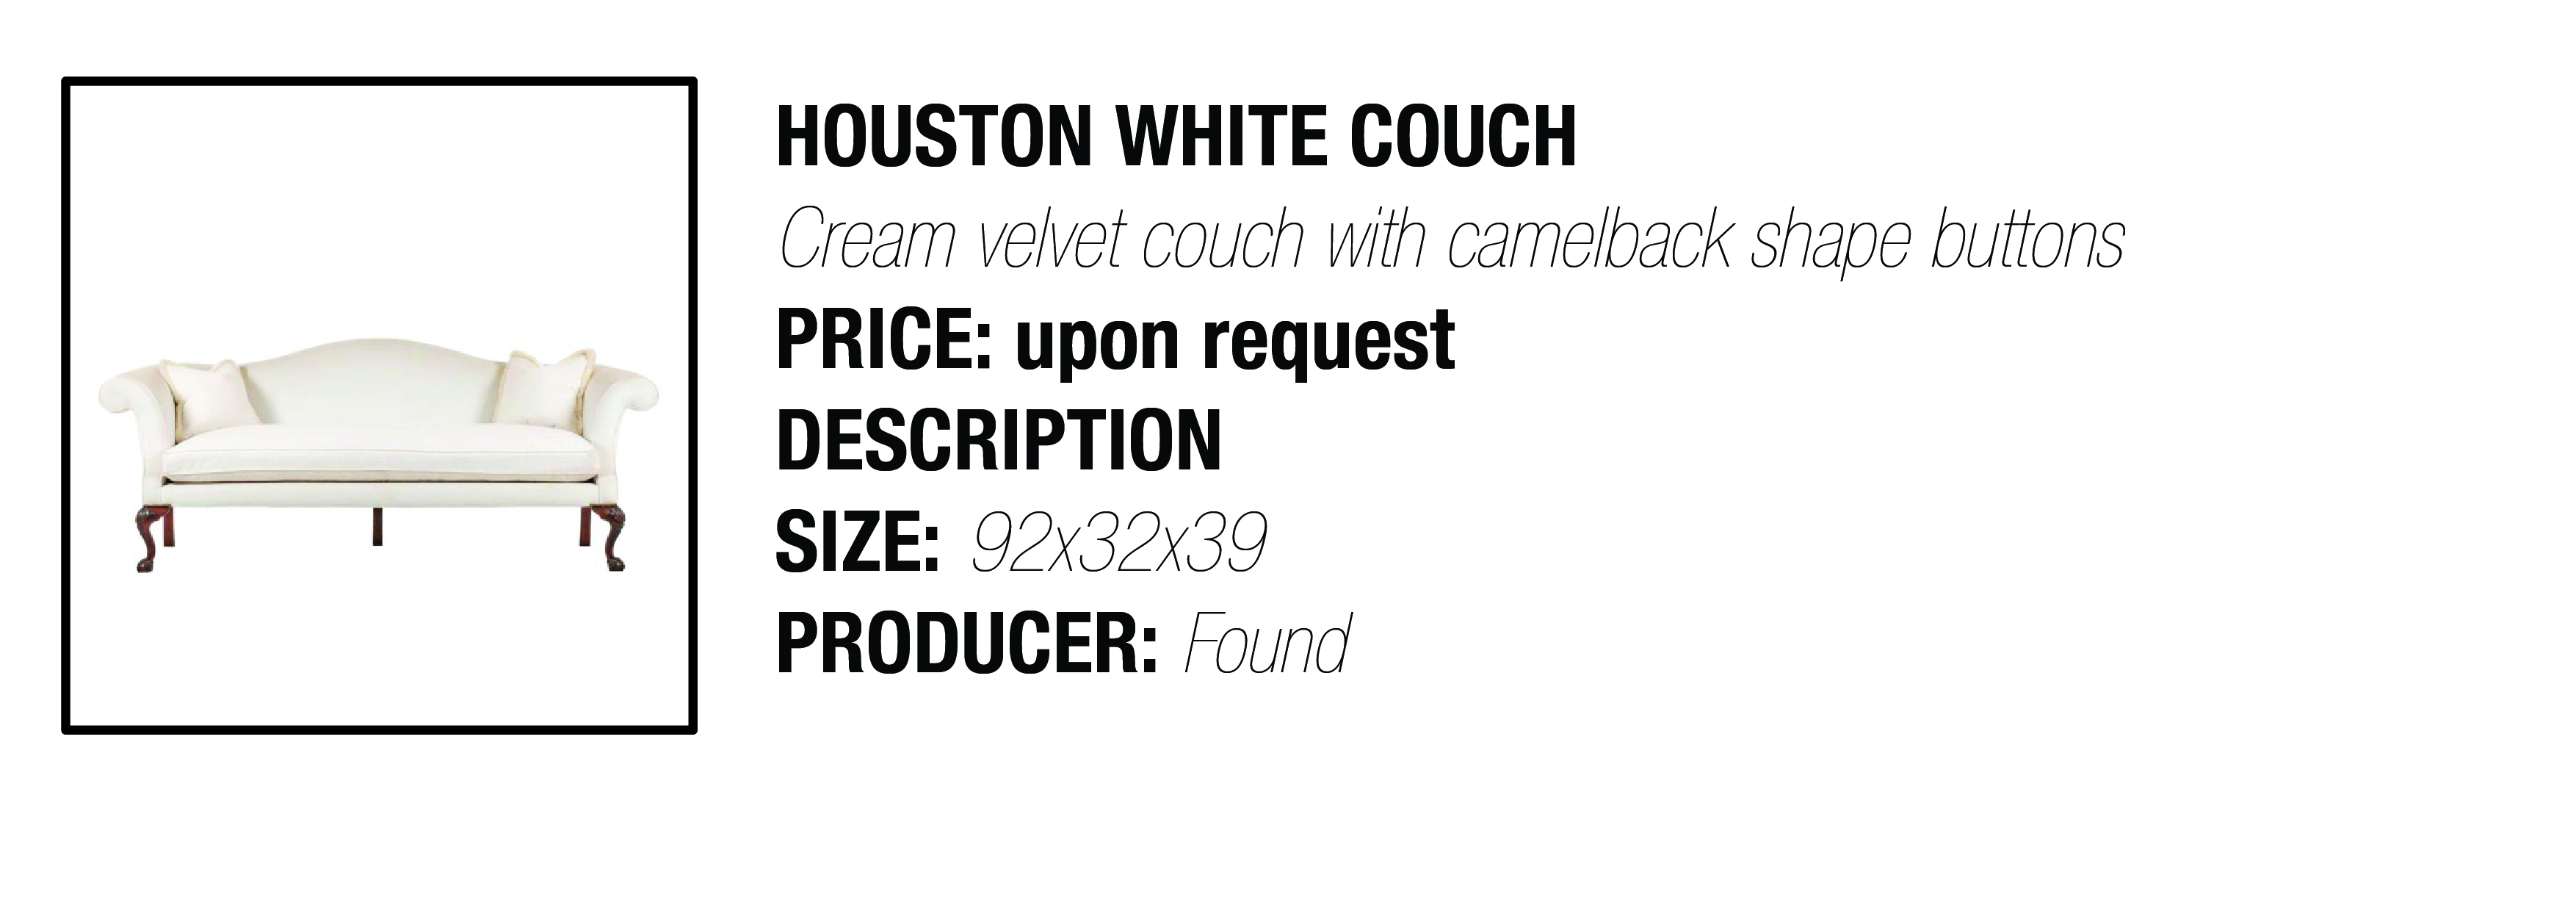 HOUSTON WHITE COUCH
Cream velvet couch with camelback shape buttons
PRICE: upon request
DESCRIPTION
SIZE: 92x32x39
PRODUCER: Found